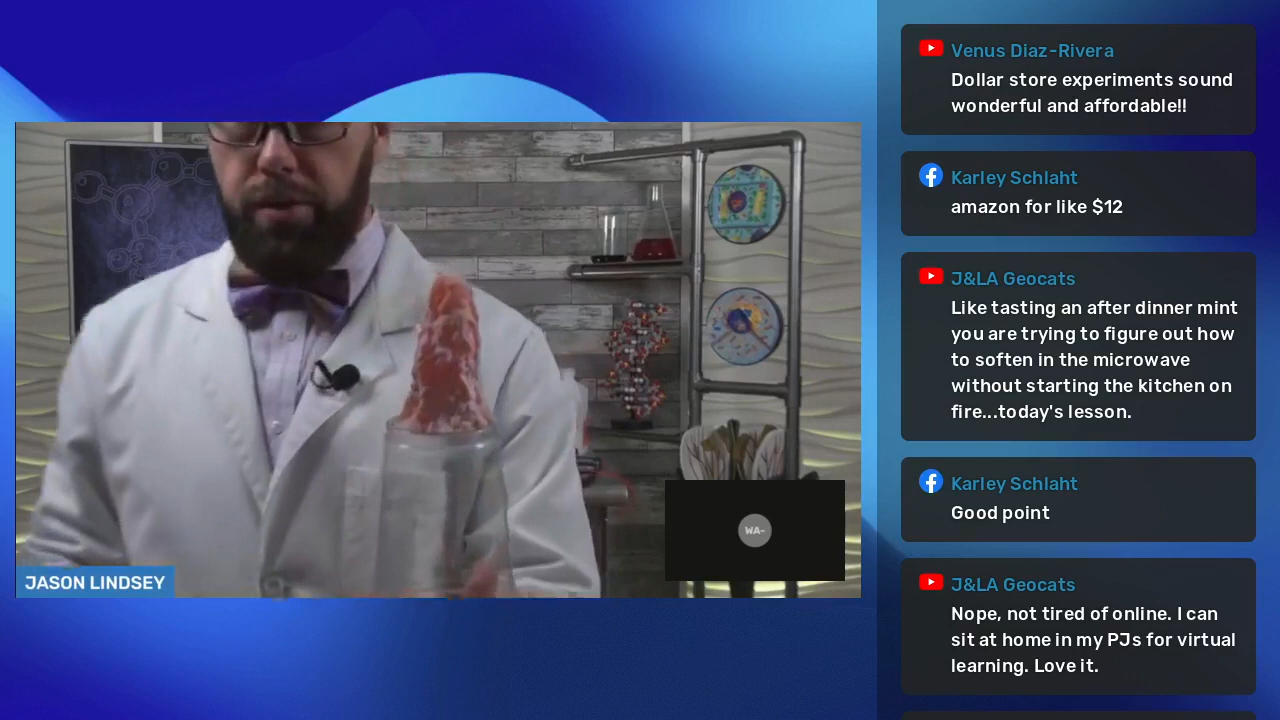 JASON LINDSEY
WA-
Venus Diaz-Rivera
Dollar store experiments sound
wonderful and affordable!!
Karley Schlaht
amazon for like $12
J&LA Geocats
Like tasting an after dinner mint
you are trying to figure out how
to soften in the microwave
without starting the kitchen on
fire...today's lesson.
Karley Schlaht
Good point
J&LA Geocats
Nope, not tired of online. I can
sit at home in my PJs for virtual
learning. Love it.